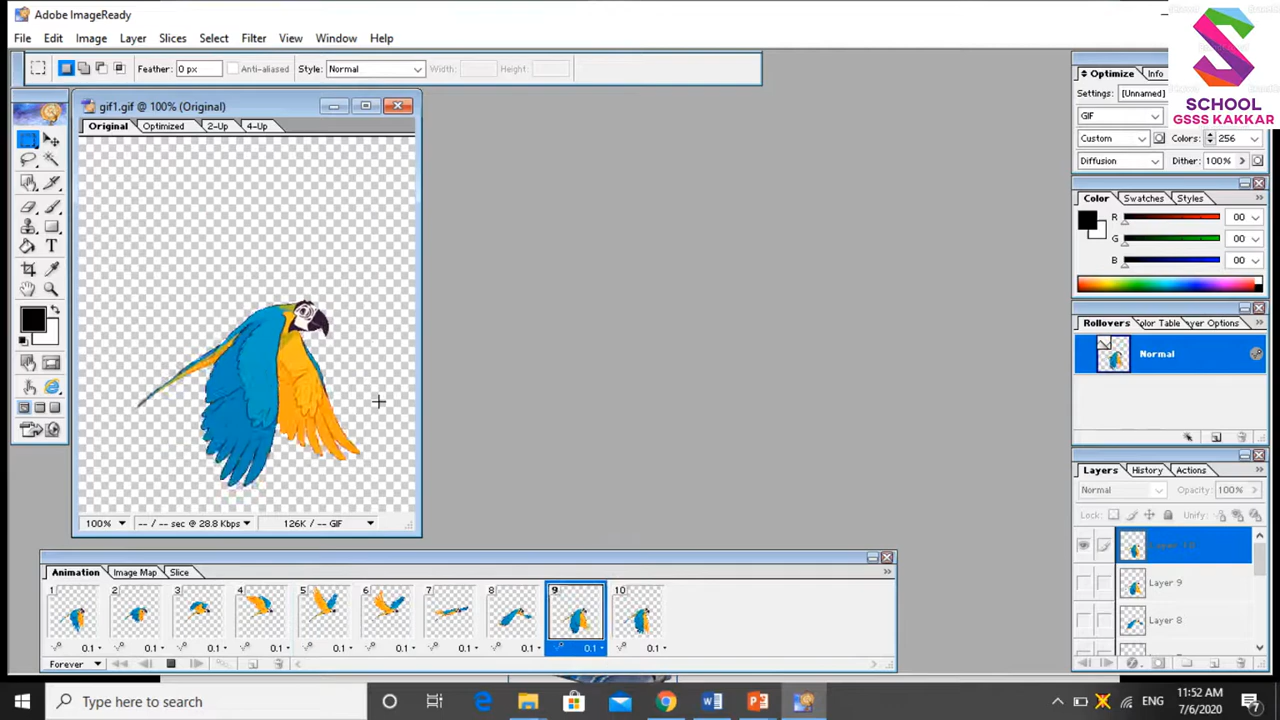 Adobe ImageReady
File Edit Image Layer Slices Select Filter View Window Help
Feather: 0 px Anti-aliased Style: Normal Width: Height:
gif1.gif @ 100% (Original)
Original Optimized 2-Up 4-Up
100% -- / -- sec @ 28.8 Kbps 126K / -- GIF
SCHOOL
GSSS KAKKAR
Optimize Info
Settings: [Unnamed]
GIF
Custom Colors: 256
Diffusion Dither: 100%
Color Swatches Styles
R 00
G 00
B 00
Rollovers Color Table yer Options
Normal
Layers History Actions
Normal Opacity: 100%
Lock: Unify:
Layer 10
Layer 9
Layer 8
Animation Image Map Slice
1 2 3 4 5 6 7 8 9 10
0.1 0.1 0.1 0.1 0.1 0.1 0.1 0.1 0.1 0.1
Forever
Type here to search
ENG
11:52 AM
7/6/2020
7